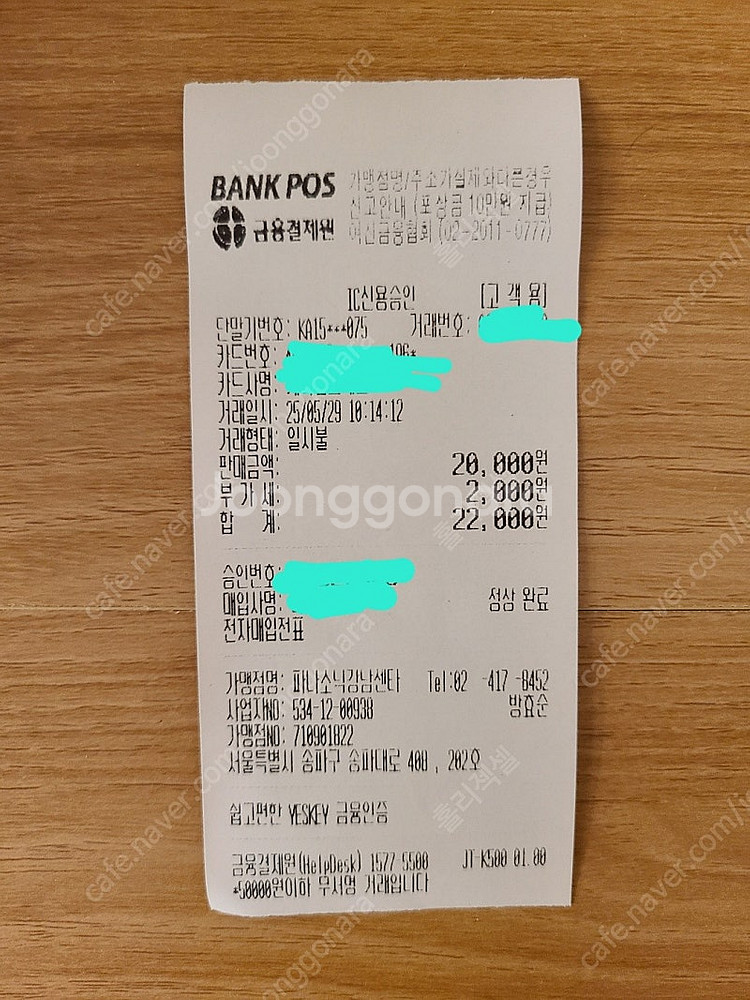 BANK POS
금융결제원
가맹점명/주소가실제와다른경우
신고안내 (포상금 10만원 지급)
여신금융협회 (02-2011-0777)
IC신용승인 [고 객 용]
단말기번호: KA15***075 거래번호:
카드번호: 106*
카드사명:
거래일시: 25/05/29 10:14:12
거래형태: 일시불
판매금액: 20,000원
부 가 세: 2,000원
합 계: 22,000원
승인번호:
매입사명: 정상 완료
전자매입전표
가맹점명: 파나소닉강남센타 Tel:02 -417 -8452
사업자NO: 534-12-00938 방효순
가맹점NO: 710901822
서울특별시 송파구 송파대로 408 , 202호
쉽고편한 YESKEY 금융인증
금융결제원(HelpDesk) 1577-5500 JT-K500 01.00
*50000원이하 무서명 거래입니다
Joonggonara
cafe.naver.com/joonggonara
홀리젝셀